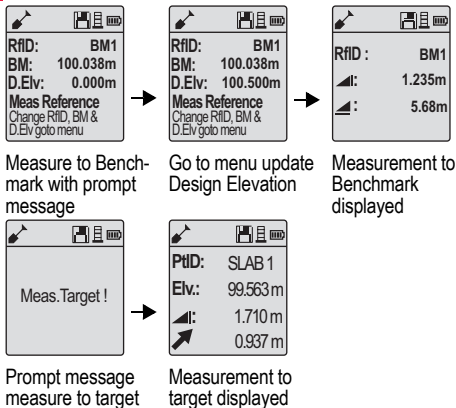 RfID: BM1
BM: 100.038m
D.Elv: 0.000m
Meas Reference
Change RfID, BM &
D.Elv goto menu
Measure to Bench-
mark with prompt
message
RfID: BM1
BM: 100.038m
D.Elv: 100.500m
Meas Reference
Change RfID, BM &
D.Elv goto menu
Go to menu update
Design Elevation
RfID : BM1
: 1.235m
: 5.68m
Measurement to
Benchmark
displayed
Meas.Target !
Prompt message
measure to target
PtID: SLAB 1
Elv.: 99.563 m
: 1.710 m
0.937 m
Measurement to
target displayed